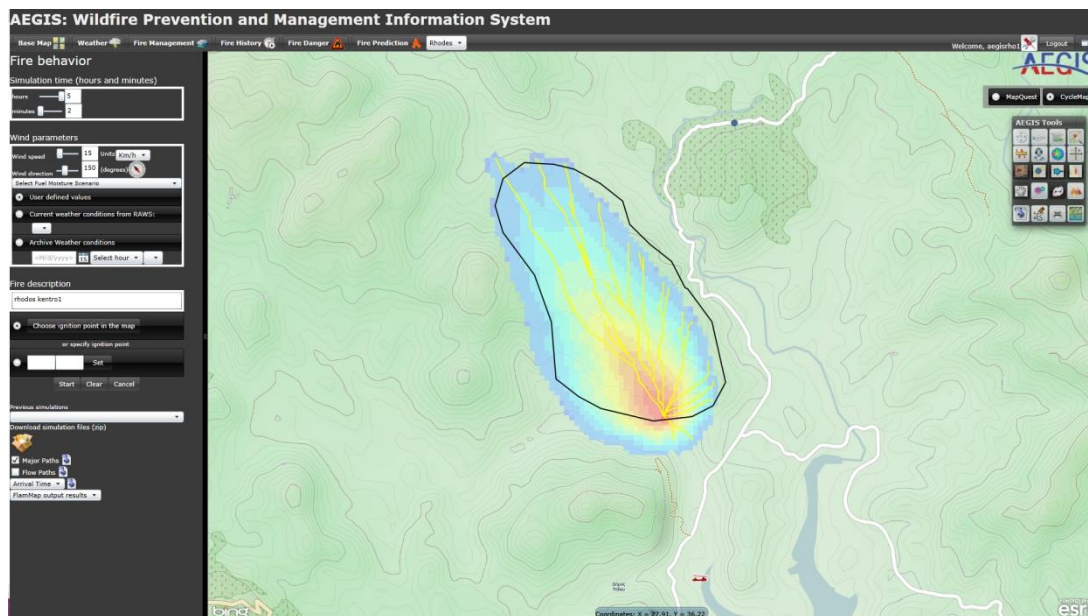 AEGIS: Wildfire Prevention and Management Information System
Base Map Weather Fire Management Fire History Fire Danger Fire Prediction Rhodes Welcome, aegisrho1 Logout
Fire behavior
AEGIS
Simulation time (hours and minutes)
hours 5
minutes 2
MapQuest CycleMap
AEGIS Tools
Wind parameters
Wind speed 15 Units Km/h
Wind direction 150 (degrees)
Select Fuel Moisture Scenario
User defined values
Current weather conditions from RAWS:
Archive Weather conditions
<M/d/yyyy> 15 Select hour
Fire description
rhodos kentro1
Choose ignition point in the map
or specify ignition point
Set
Start Clear Cancel
Previous simulations
Download simulation files (zip)
Major Paths
Flow Paths
Arrival Time
FlamMap output results
bing
Coordinates: X = 27.91, Y = 36.22
esri